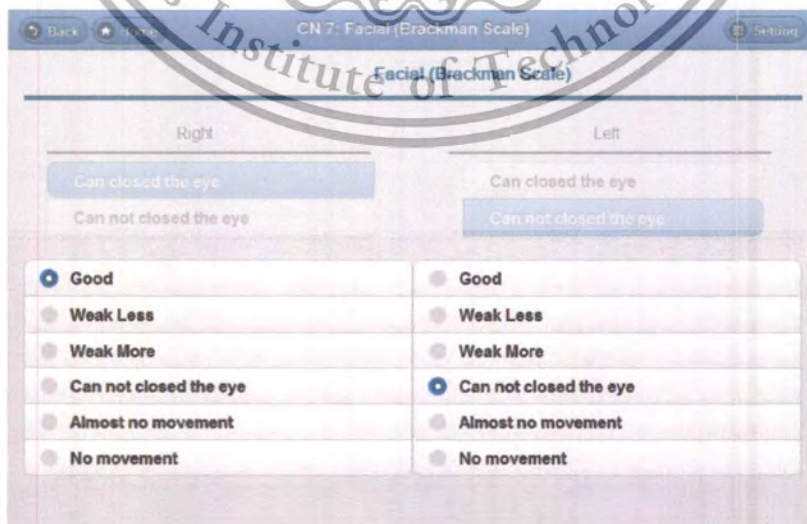 Back Home CN 7: Facial (Brackman Scale) Setting
s Institute of Techno
Facial (Brackman Scale)
Right Left
Can closed the eye Can closed the eye
Can not closed the eye Can not closed the eye
Good Good
Weak Less Weak Less
Weak More Weak More
Can not closed the eye Can not closed the eye
Almost no movement Almost no movement
No movement No movement